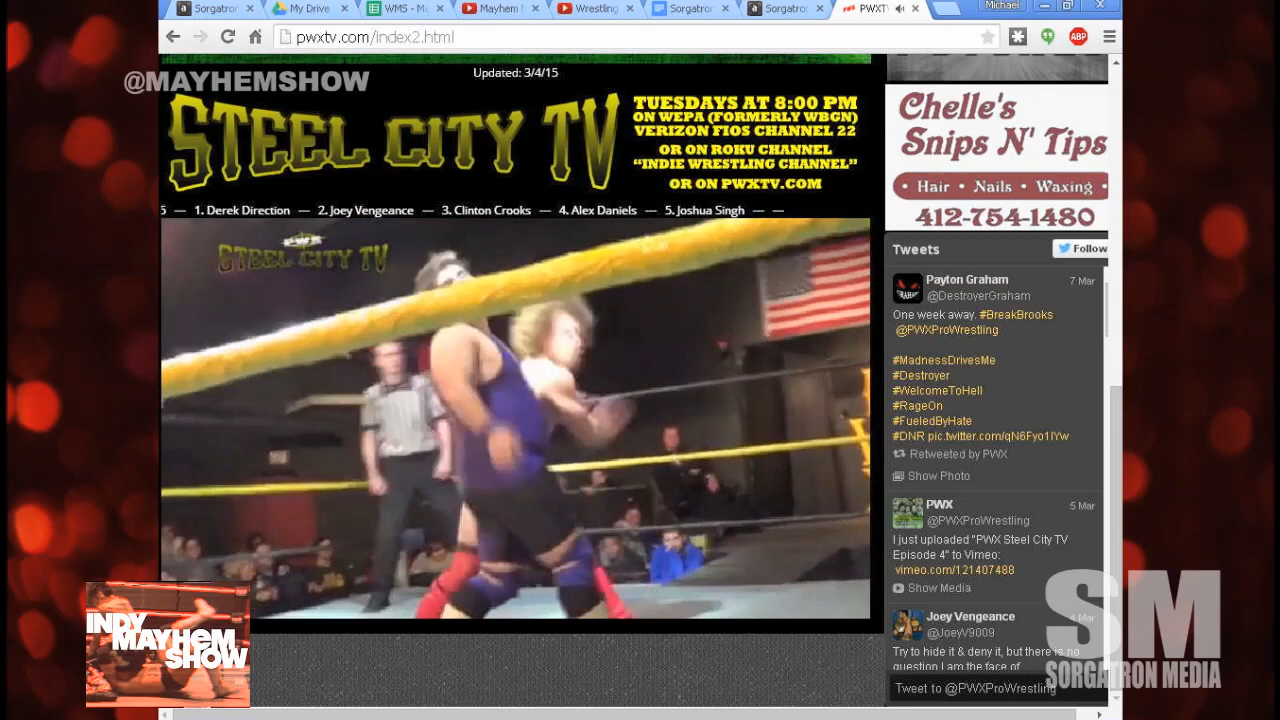 Sorgatron
My Drive
WMS - Ma
Mayhem
Wrestling
Sorgatron
Sorgatron
PWXTV
Michael
pwxtv.com/index2.html
ABP
@MAYHEMSHOW
Updated: 3/4/15
STEEL CITY TV
TUESDAYS AT 8:00 PM
ON WEPA (FORMERLY WBGN)
VERIZON FIOS CHANNEL 22
OR ON ROKU CHANNEL
“INDIE WRESTLING CHANNEL”
OR ON PWXTV.COM
5 — 1. Derek Direction — 2. Joey Vengeance — 3. Clinton Crooks — 4. Alex Daniels — 5. Joshua Singh — —
PWX
STEEL CITY TV
Chelle's
Snips N' Tips
• Hair • Nails • Waxing •
412-754-1480
Tweets
Follow
Payton Graham
7 Mar
@DestroyerGraham
One week away. #BreakBrooks
@PWXProWrestling
#MadnessDrivesMe
#Destroyer
#WelcomeToHell
#RageOn
#FueledByHate
#DNR pic.twitter.com/qN6Fyo1IYw
Retweeted by PWX
Show Photo
PWX
5 Mar
@PWXProWrestling
I just uploaded "PWX Steel City TV
Episode 4" to Vimeo:
vimeo.com/121407488
Show Media
Joey Vengeance
4 Mar
@JoeyV9009
Try to hide it & deny it, but there is no
question I am the face of
Tweet to @PWXProWrestling
INDY
MAYHEM
SHOW
SM
SORGATRON MEDIA